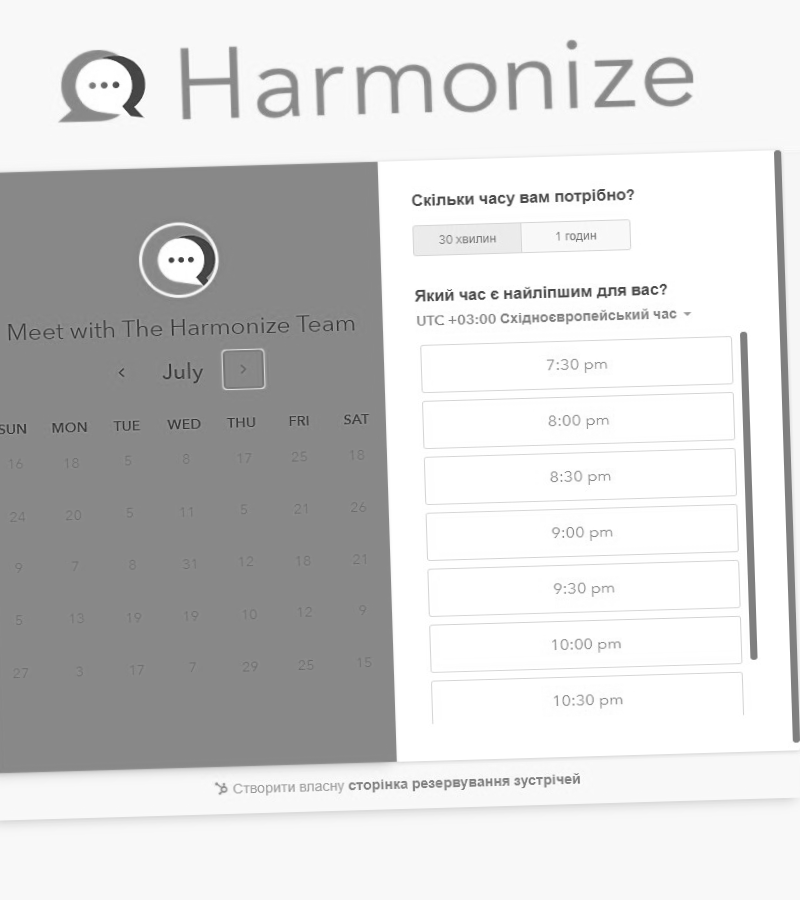 Harmonize
Meet with The Harmonize Team
July
SUN MON TUE WED THU FRI SAT
16 18 5 8 17 25 18
24 20 5 11 5 21 26
9 7 8 31 12 18 21
5 13 19 19 10 12 9
27 3 17 7 29 25 15
Скільки часу вам потрібно?
30 хвилин 1 годин
Який час є найліпшим для вас?
UTC +03:00 Східноєвропейський час
7:30 pm
8:00 pm
8:30 pm
9:00 pm
9:30 pm
10:00 pm
10:30 pm
Створити власну сторінка резервування зустрічей